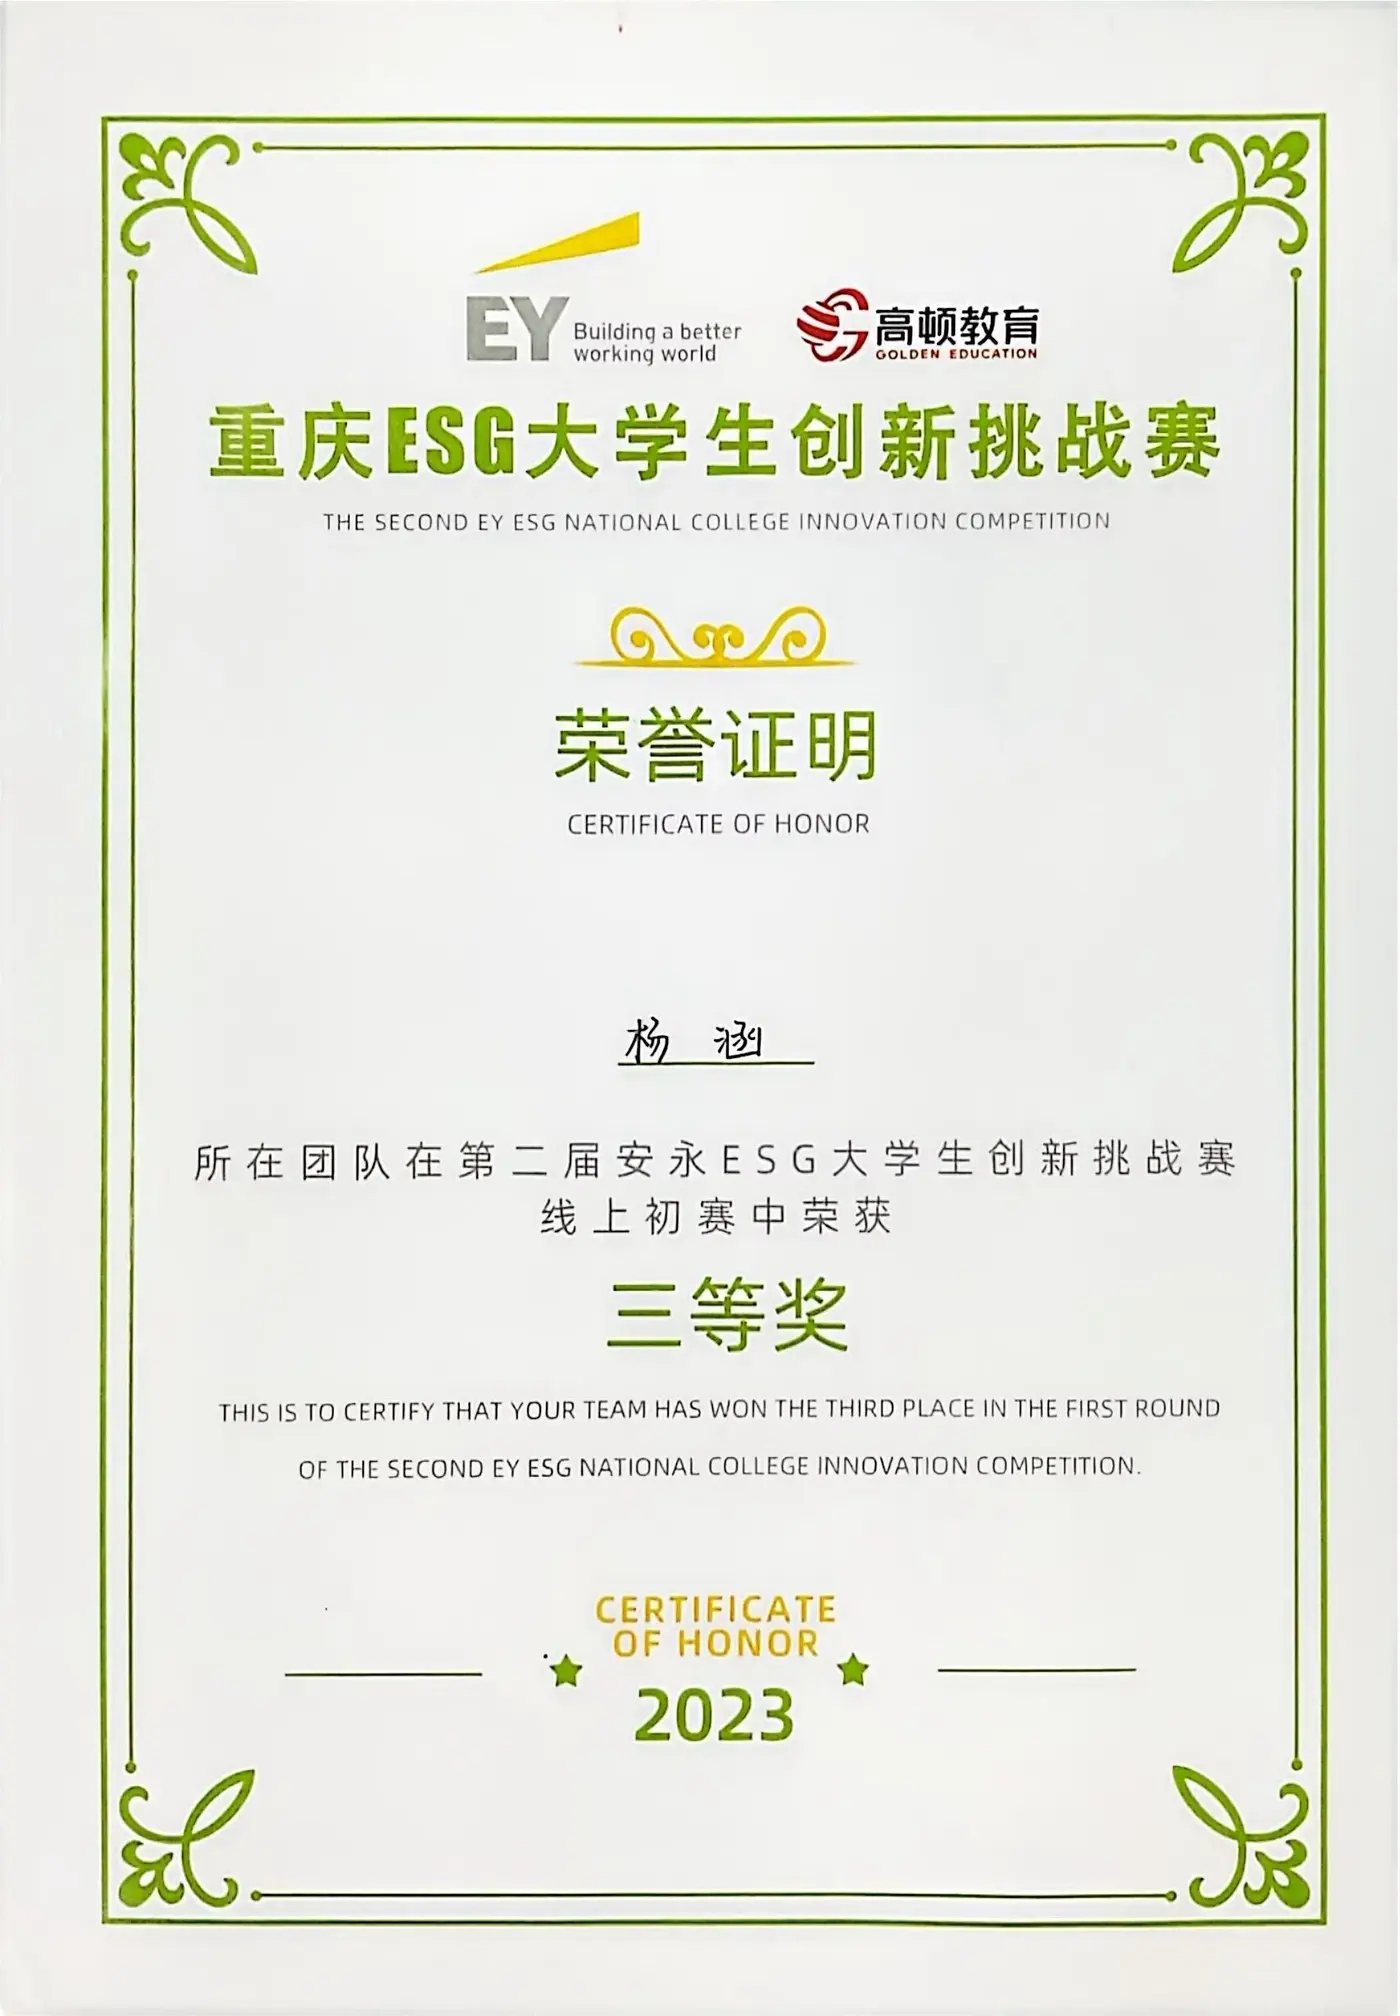 EY Building a better
working world
高顿教育
GOLDEN EDUCATION
重庆ESG大学生创新挑战赛
THE SECOND EY ESG NATIONAL COLLEGE INNOVATION COMPETITION
荣誉证明
CERTIFICATE OF HONOR
杨 涵
所在团队在第二届安永ESG大学生创新挑战赛
线上初赛中荣获
三等奖
THIS IS TO CERTIFY THAT YOUR TEAM HAS WON THE THIRD PLACE IN THE FIRST ROUND
OF THE SECOND EY ESG NATIONAL COLLEGE INNOVATION COMPETITION.
CERTIFICATE
OF HONOR
2023